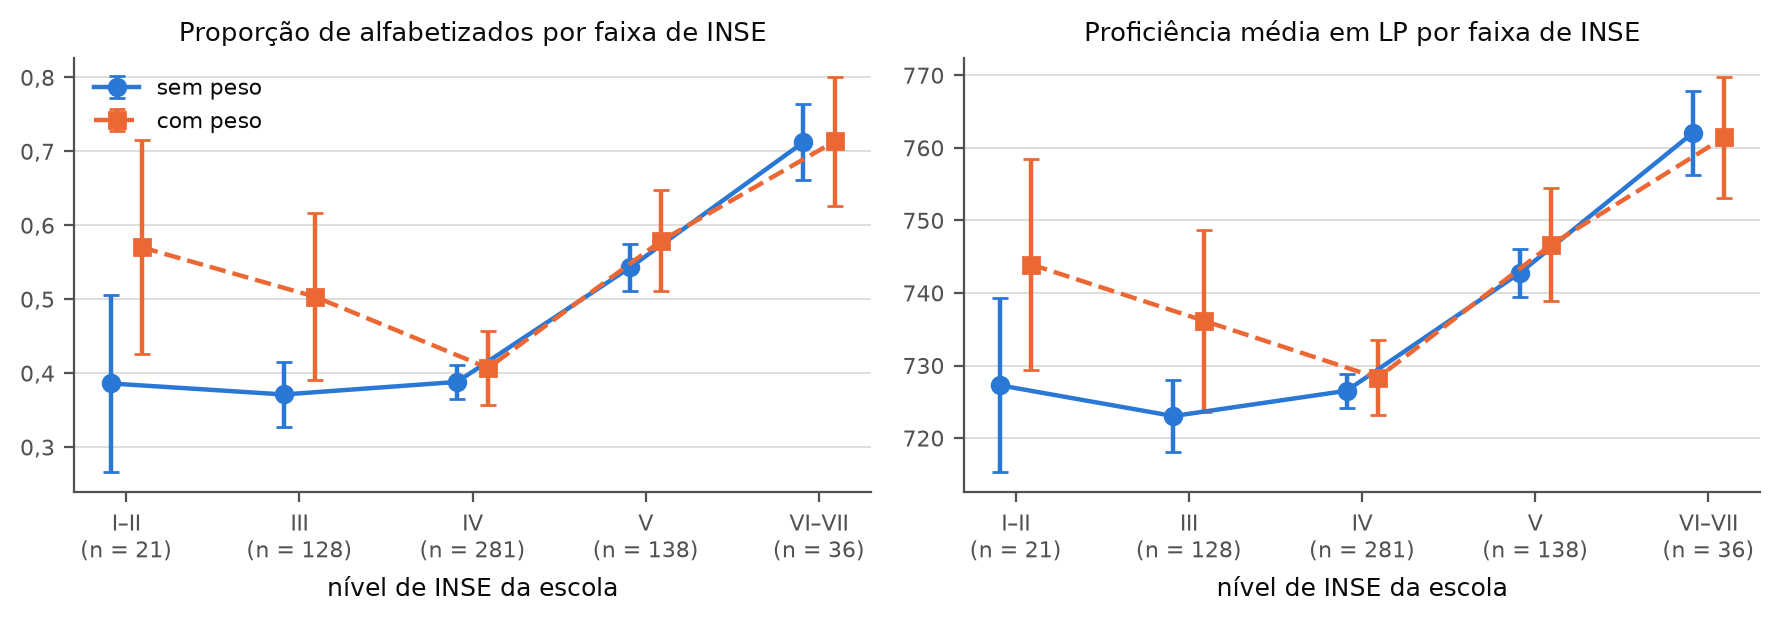 Proporção de alfabetizados por faixa de INSE
sem peso
com peso
0,8
0,7
0,6
0,5
0,4
0,3
I–II
(n = 21)
III
(n = 128)
IV
(n = 281)
V
(n = 138)
VI–VII
(n = 36)
nível de INSE da escola
Proficiência média em LP por faixa de INSE
770
760
750
740
730
720
I–II
(n = 21)
III
(n = 128)
IV
(n = 281)
V
(n = 138)
VI–VII
(n = 36)
nível de INSE da escola